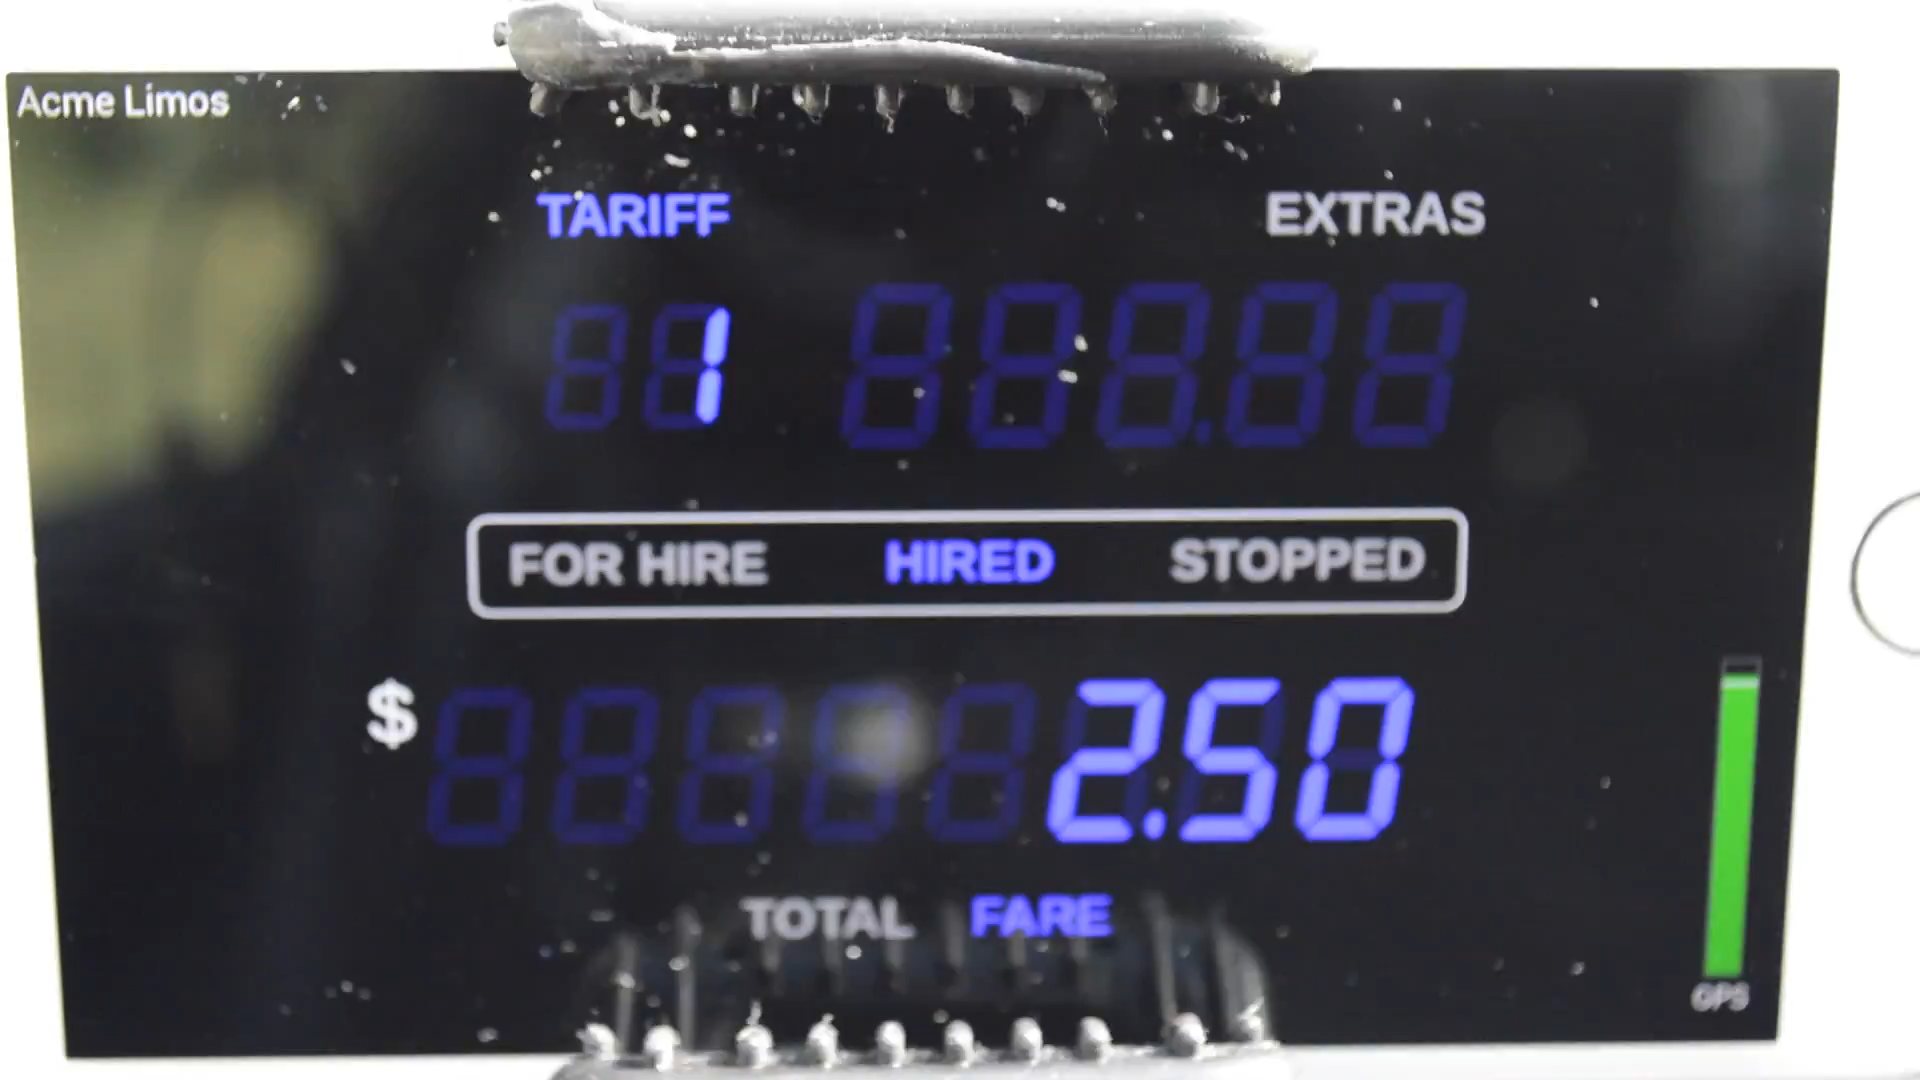 Acme Limos
TARIFF EXTRAS
1
FOR HIRE HIRED STOPPED
$ 2.50
TOTAL FARE
GPS